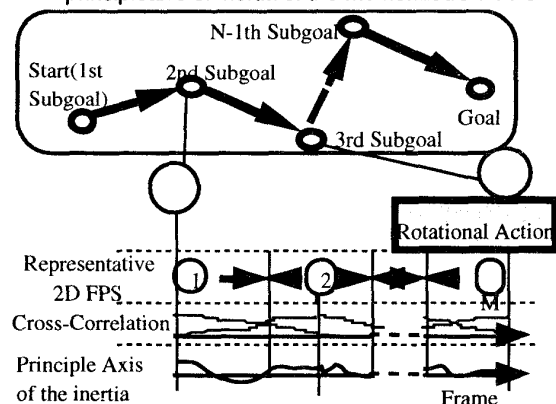 N-1th Subgoal
Start(1st
Subgoal)
2nd Subgoal
Goal
3rd Subgoal
Rotational Action
Representative
2D FPS
1
2
M
Cross-Correlation
Principle Axis
of the inertia
Frame